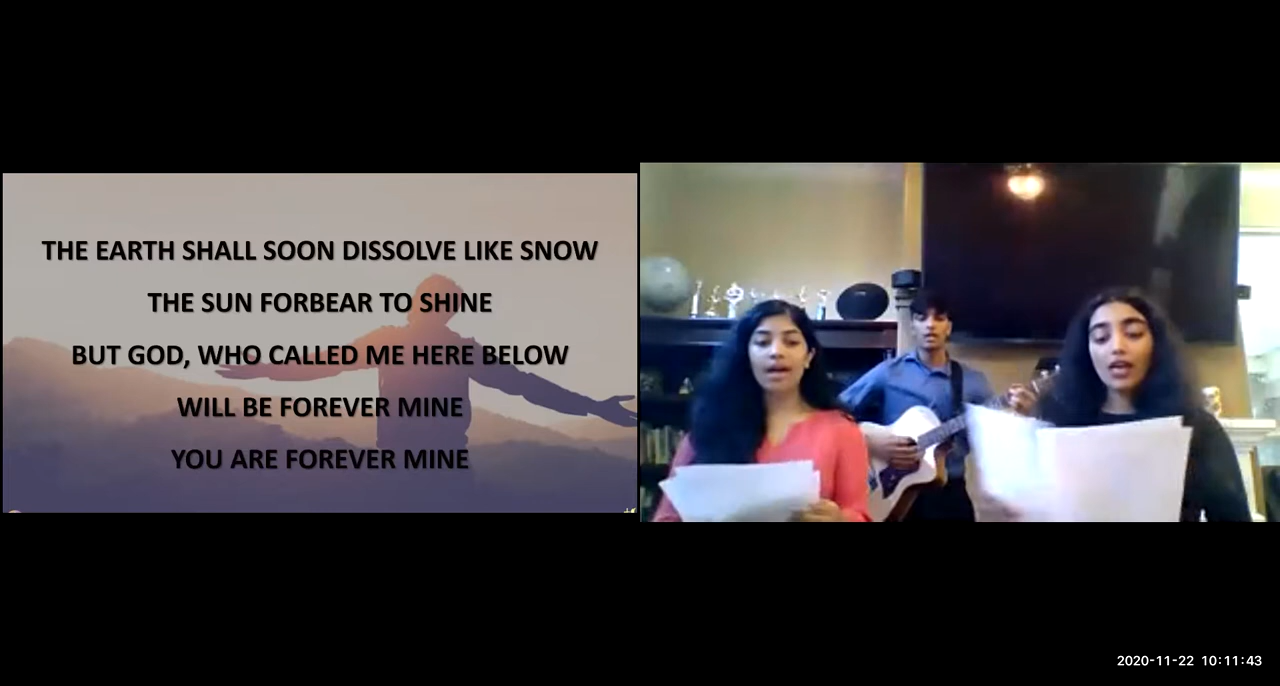 THE EARTH SHALL SOON DISSOLVE LIKE SNOW
THE SUN FORBEAR TO SHINE
BUT GOD, WHO CALLED ME HERE BELOW
WILL BE FOREVER MINE
YOU ARE FOREVER MINE
2020-11-22 10:11:43